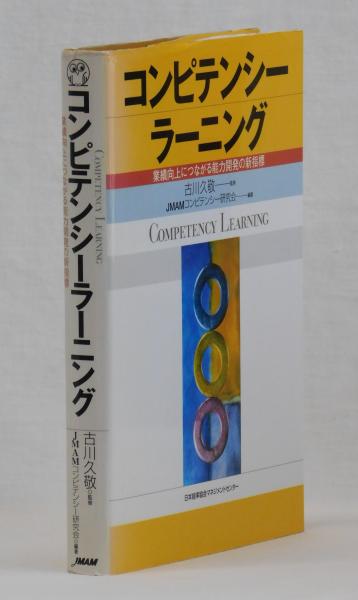 コンピテンシー
ラーニング
業績向上につながる能力開発の新指標
古川久敬──監修
JMAMコンピテンシー研究会──編著
COMPETENCY LEARNING
日本能率協会マネジメントセンター
コンピテンシーラーニング
COMPETENCY LEARNING
業績向上につながる能力開発の新指標
古川久敬◎監修
JMAMコンピテンシー研究会◎編著
JMAM